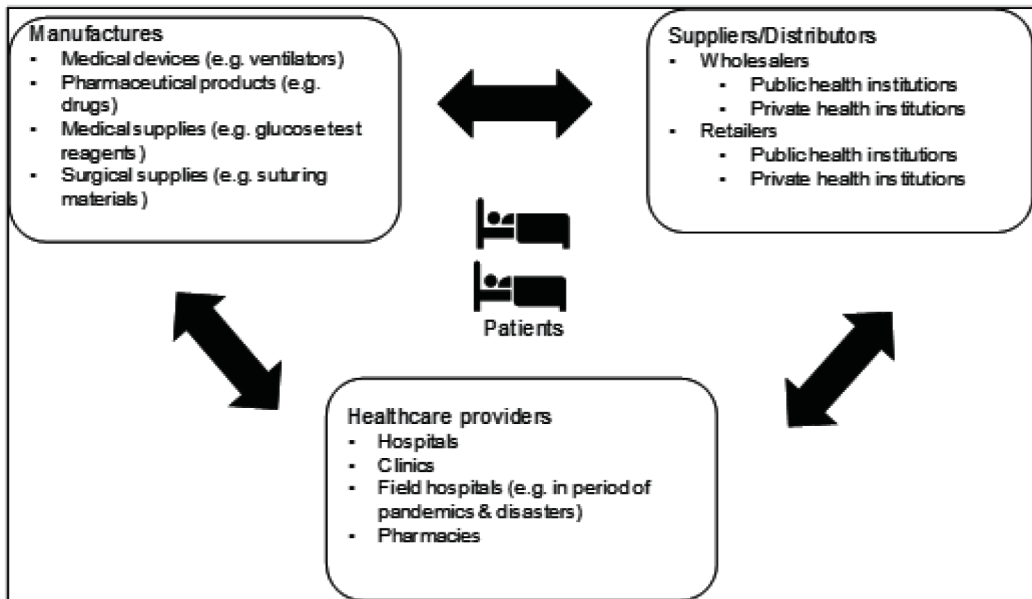 Manufactures
▪ Medical devices (e.g. ventilators)
▪ Pharmaceutical products (e.g.
drugs)
▪ Medical supplies (e.g. glucose test
reagents)
▪ Surgical supplies (e.g. suturing
materials)
Suppliers/Distributors
▪ Wholesalers
▪ Public health institutions
▪ Private health institutions
▪ Retailers
▪ Public health institutions
▪ Private health institutions
Patients
Healthcare providers
▪ Hospitals
▪ Clinics
▪ Field hospitals (e.g. in period of
pandemics & disasters)
▪ Pharmacies